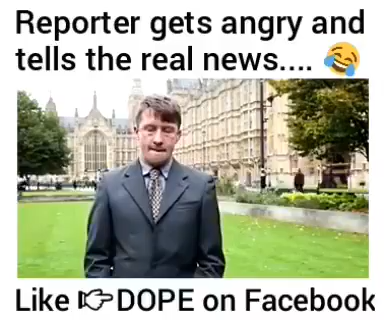 Reporter gets angry and
tells the real news.... 😂
Like 👉DOPE on Facebook